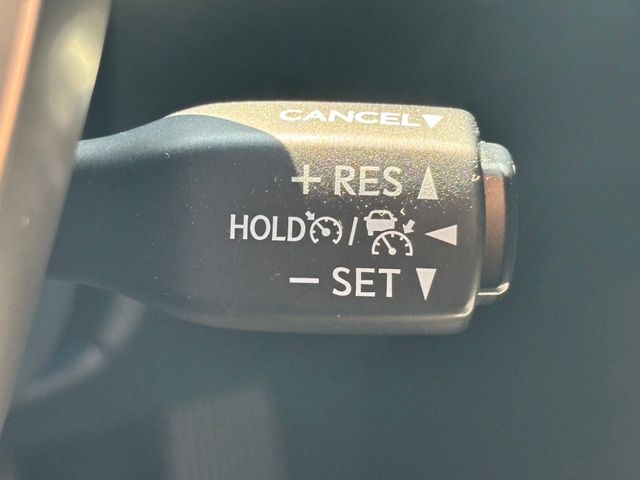 CANCEL▼
+ RES ▲
HOLD / ◀
− SET ▼